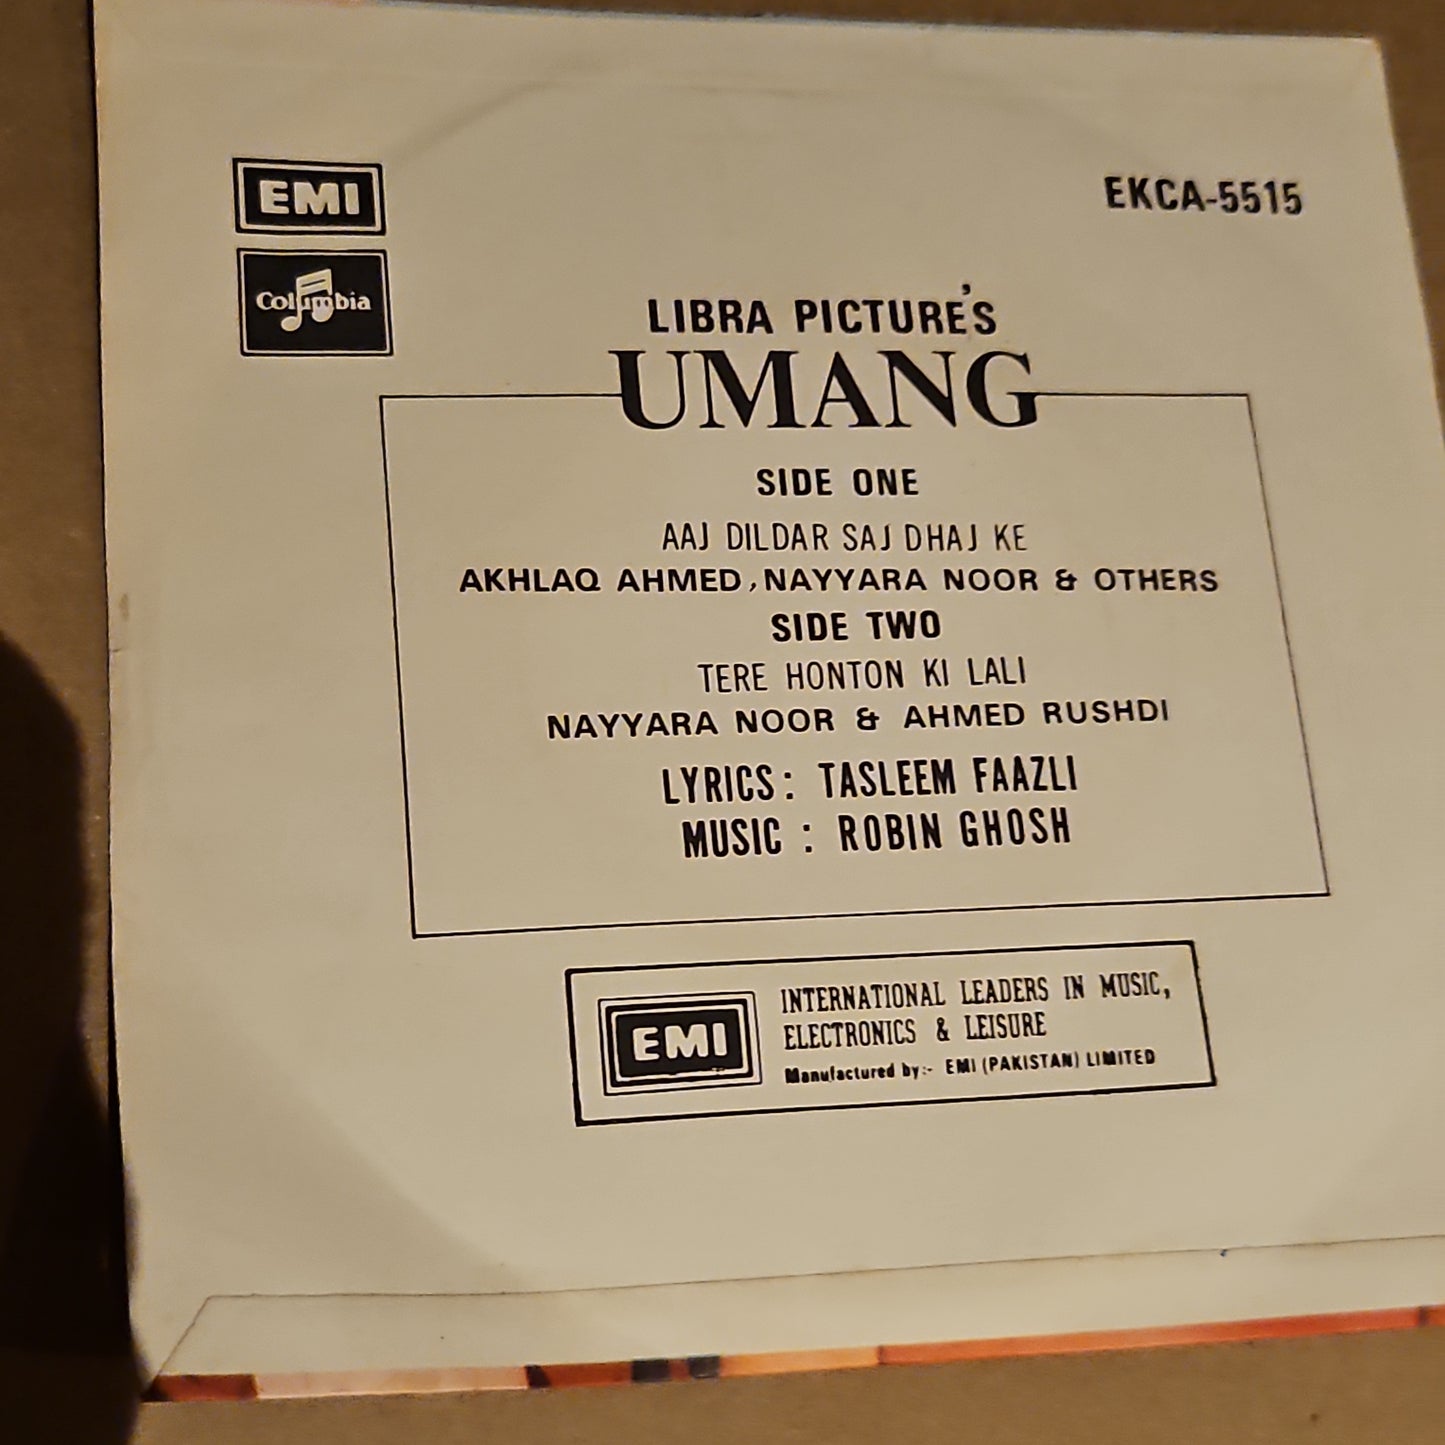 EMI
Columbia
EKCA-5515
LIBRA PICTURE'S
UMANG
SIDE ONE
AAJ DILDAR SAJ DHAJ KE
AKHLAQ AHMED, NAYYARA NOOR & OTHERS
SIDE TWO
TERE HONTON KI LALI
NAYYARA NOOR & AHMED RUSHDI
LYRICS : TASLEEM FAAZLI
MUSIC : ROBIN GHOSH
EMI
INTERNATIONAL LEADERS IN MUSIC,
ELECTRONICS & LEISURE
Manufactured by:- EMI (PAKISTAN) LIMITED